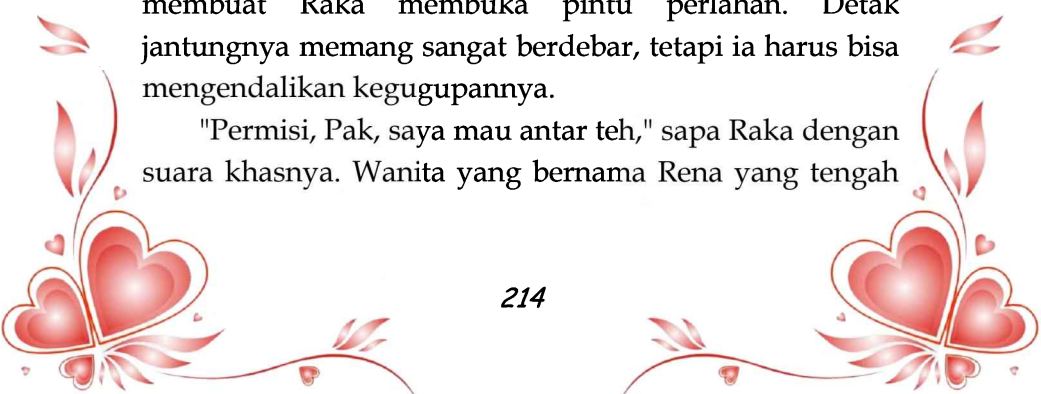 membuat Raka membuka pintu perlahan. Detak
jantungnya memang sangat berdebar, tetapi ia harus bisa
mengendalikan kegugupannya.
"Permisi, Pak, saya mau antar teh," sapa Raka dengan
suara khasnya. Wanita yang bernama Rena yang tengah
214